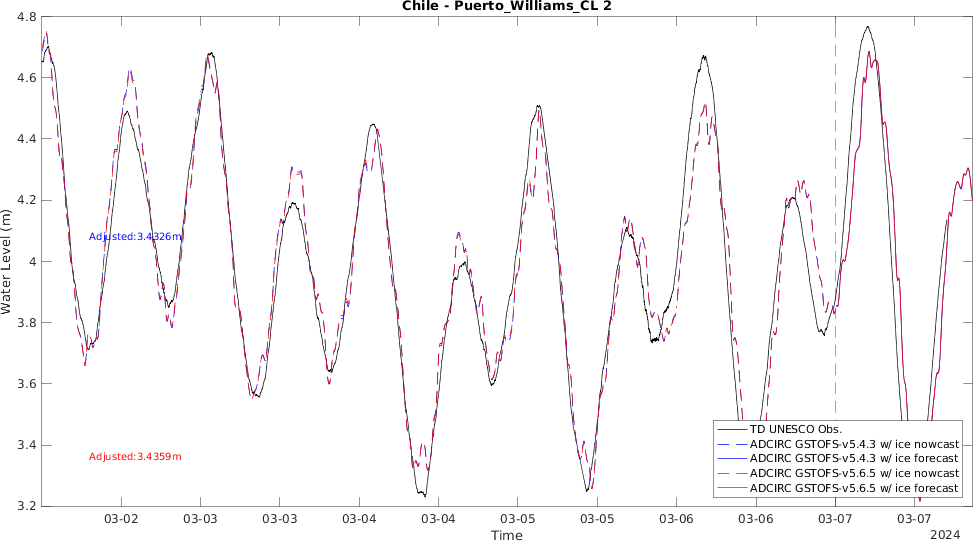 Chile - Puerto_Williams_CL 2
4.8
4.6
4.4
4.2
4
3.8
3.6
3.4
3.2
Water Level (m)
Adjusted:3.4326m
Adjusted:3.4359m
TD UNESCO Obs.
ADCIRC GSTOFS-v5.4.3 w/ ice nowcast
ADCIRC GSTOFS-v5.4.3 w/ ice forecast
ADCIRC GSTOFS-v5.6.5 w/ ice nowcast
ADCIRC GSTOFS-v5.6.5 w/ ice forecast
03-02 03-03 03-03 03-04 03-04 03-05 03-05 03-06 03-06 03-07 03-07
Time
2024